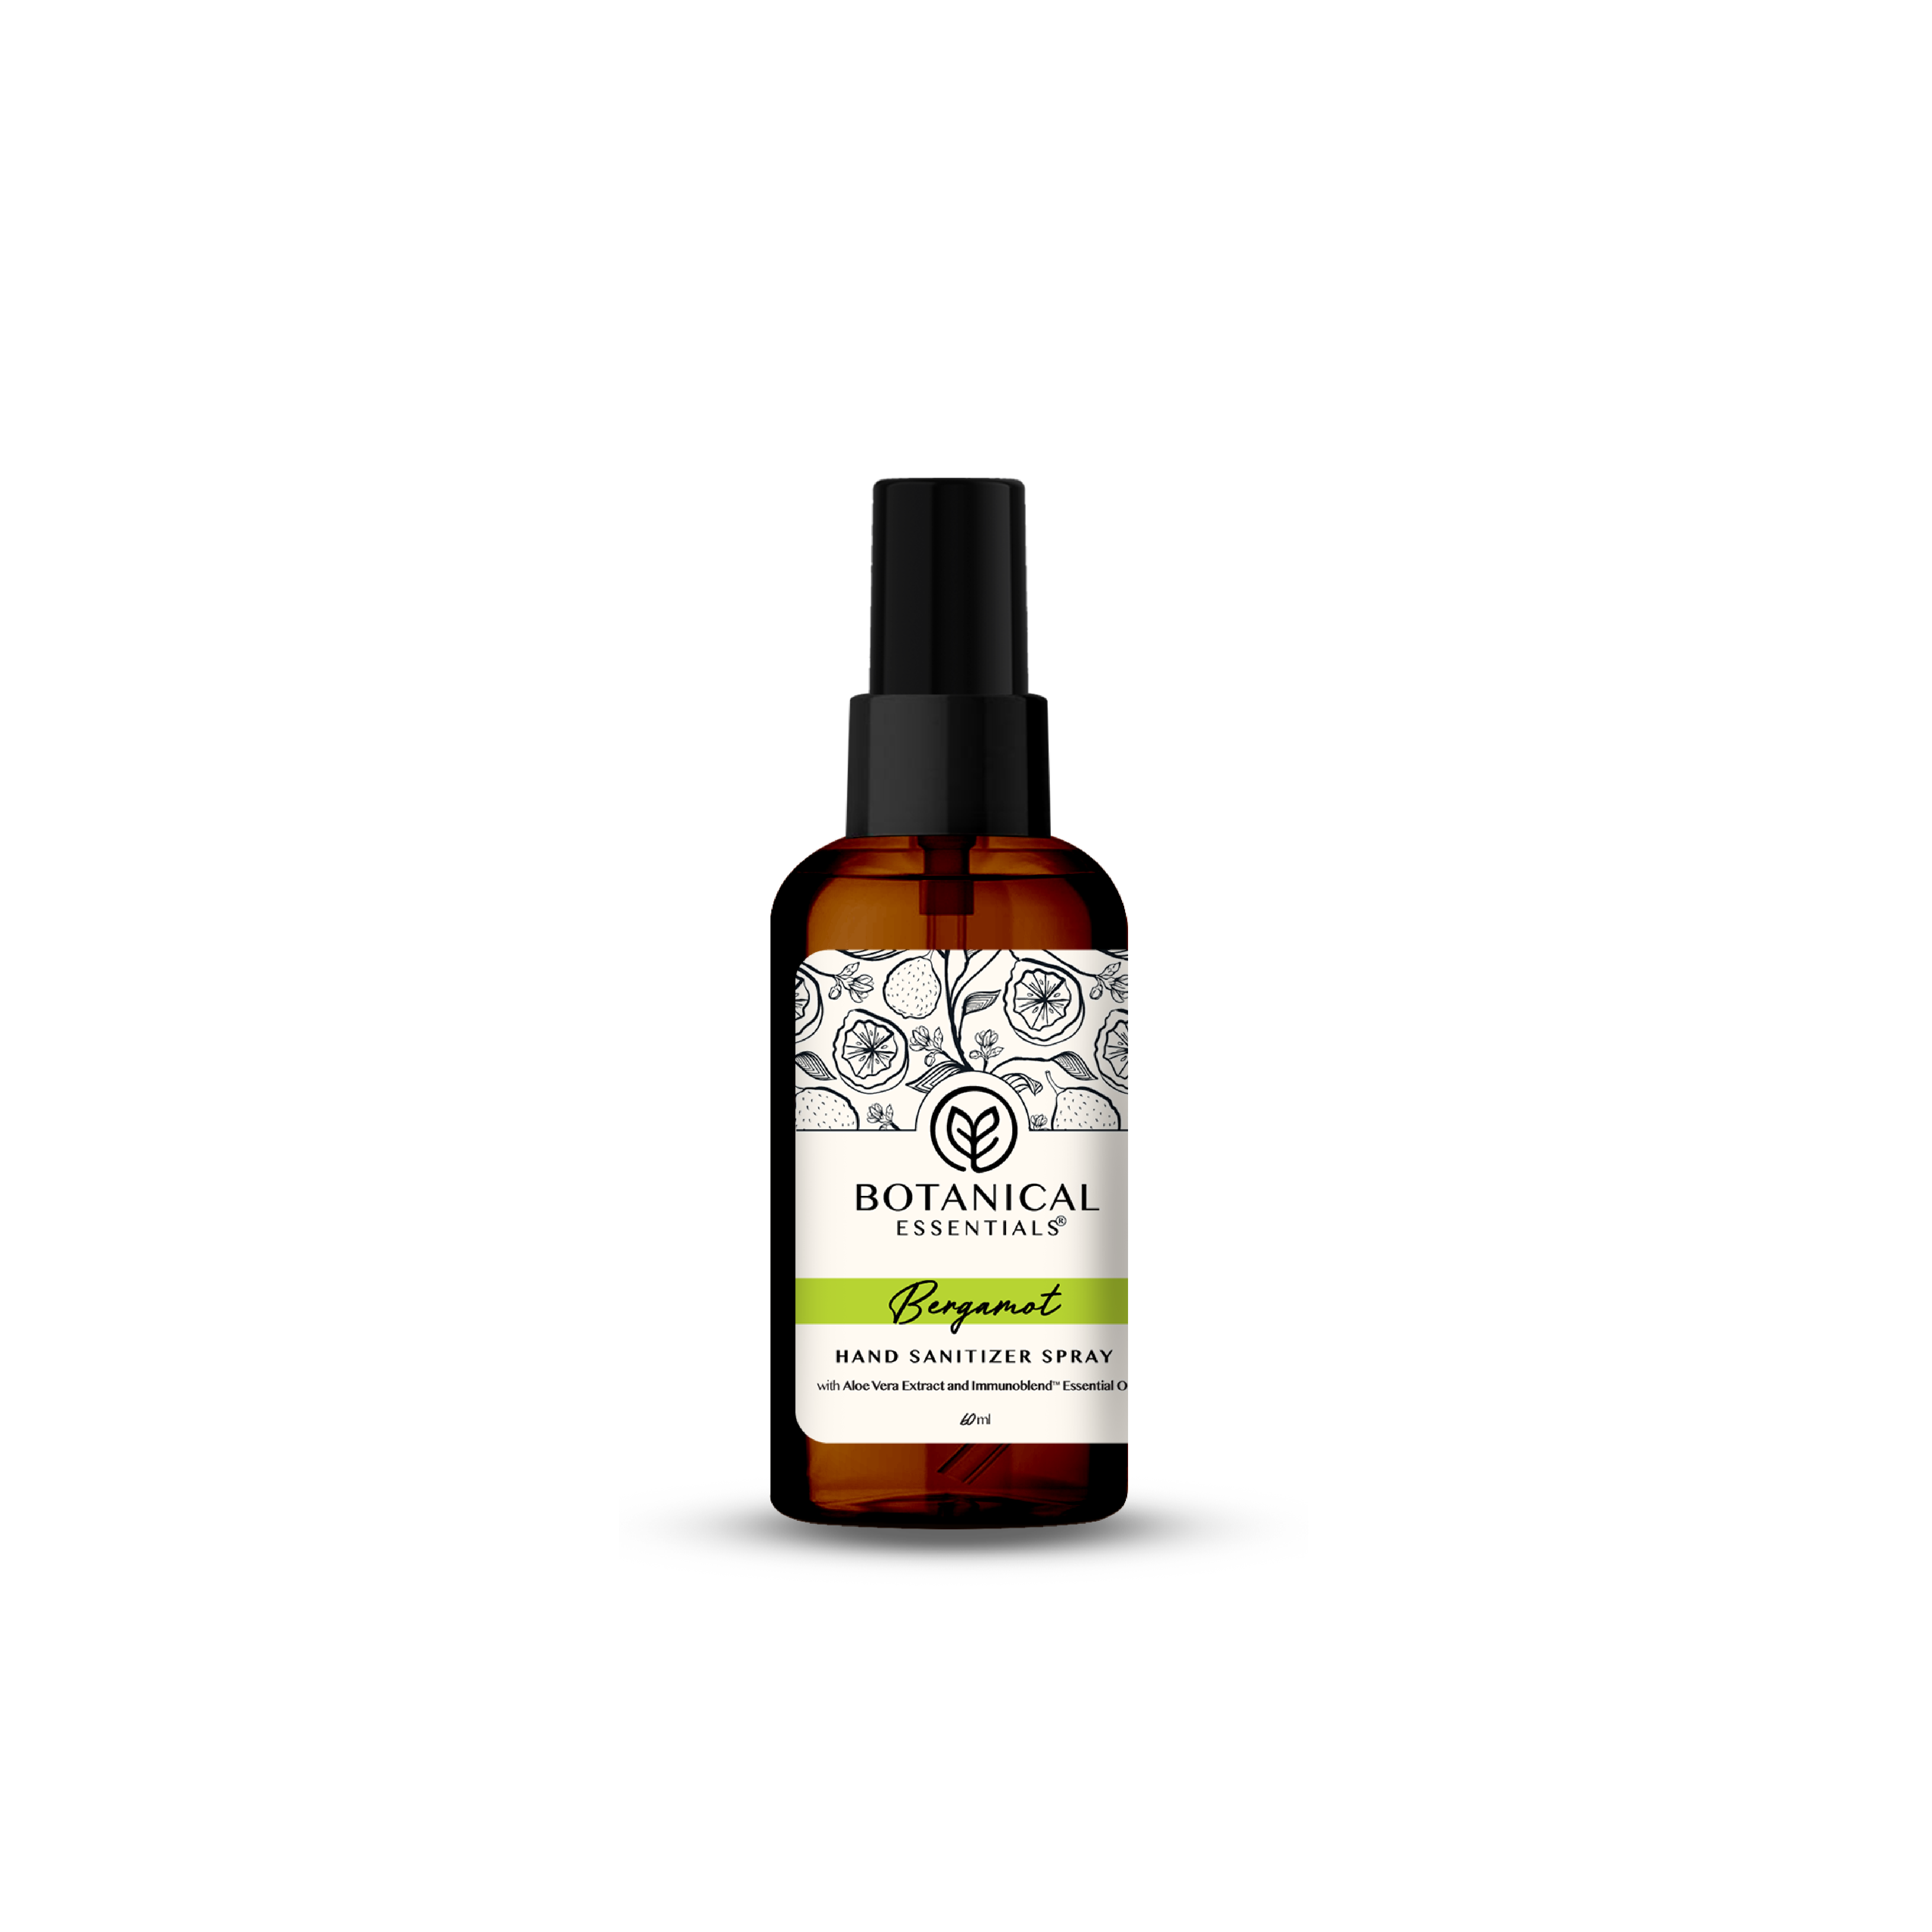 BOTANICAL
ESSENTIALS®
Bergamot
HAND SANITIZER SPRAY
with Aloe Vera Extract and Immunoblend™ Essential
60ml